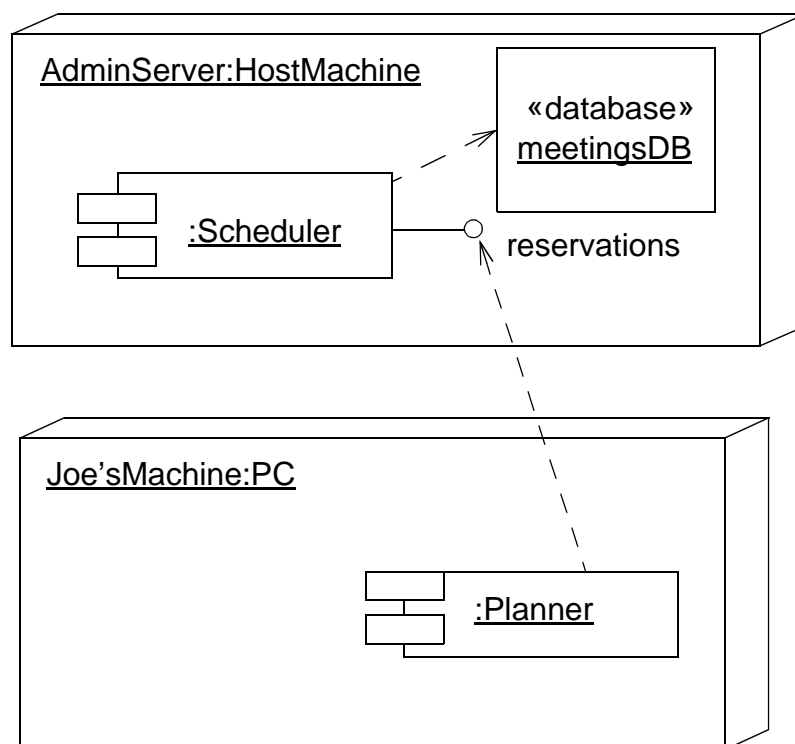 AdminServer:HostMachine
«database»
meetingsDB
:Scheduler
reservations
Joe’sMachine:PC
:Planner